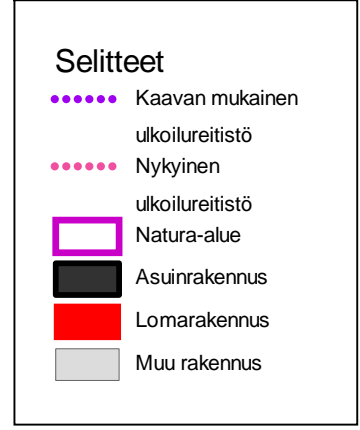 Selitteet
Kaavan mukainen
ulkoilureitistö
Nykyinen
ulkoilureitistö
Natura-alue
Asuinrakennus
Lomarakennus
Muu rakennus